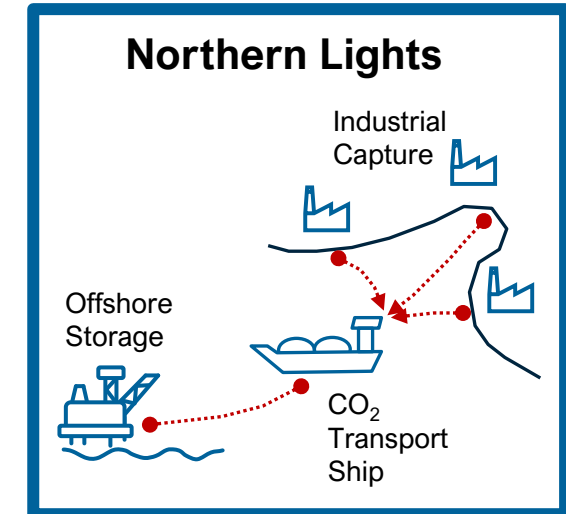 Northern Lights
Industrial
Capture
Offshore
Storage
CO₂
Transport
Ship